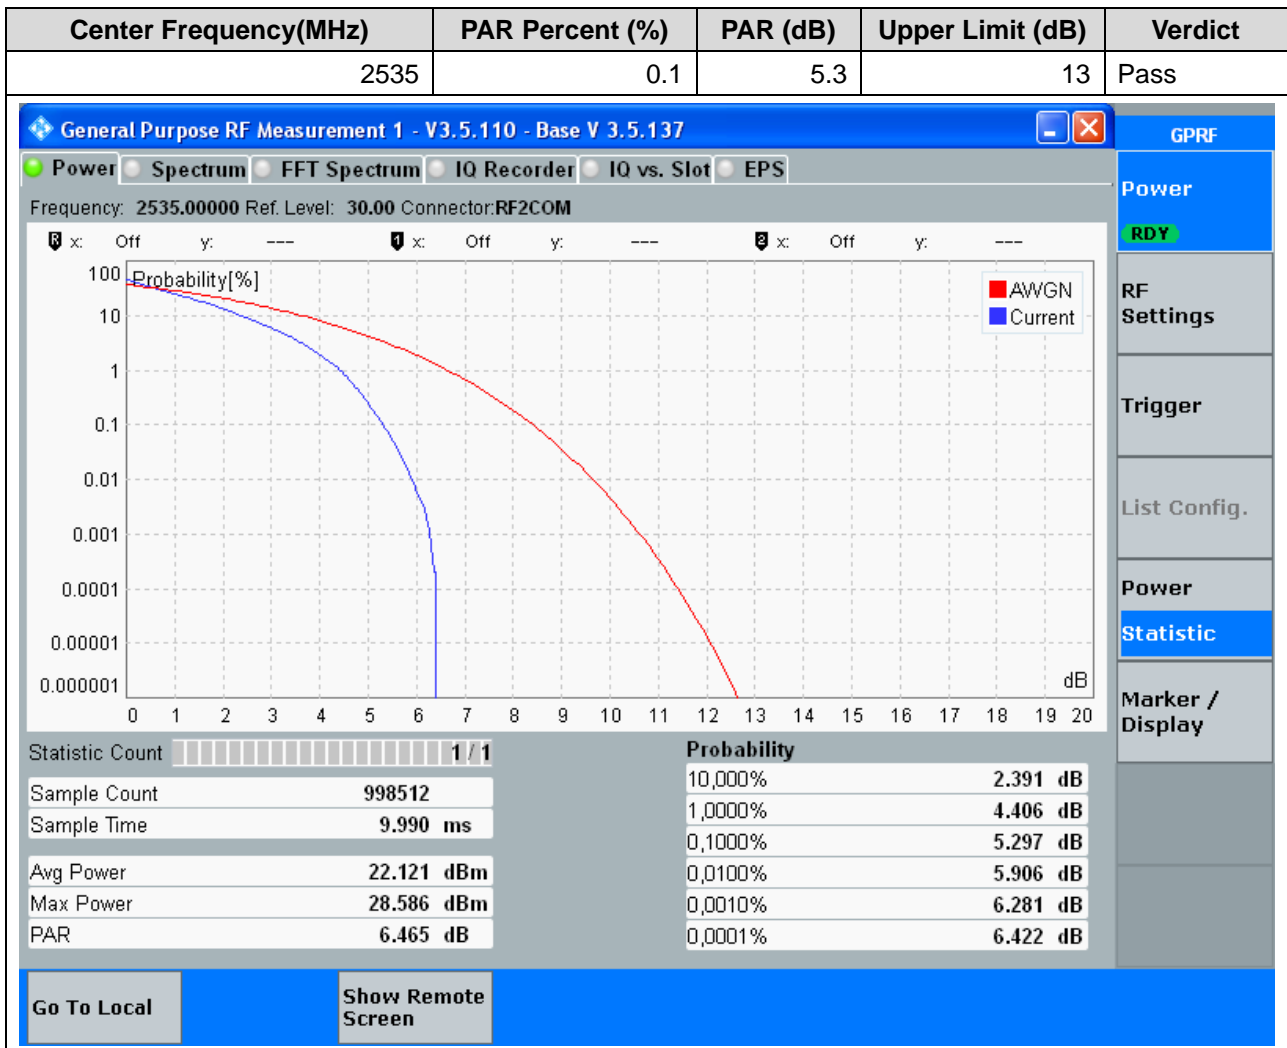 Center Frequency(MHz) PAR Percent (%) PAR (dB) Upper Limit (dB) Verdict
2535 0.1 5.3 13 Pass
General Purpose RF Measurement 1 - V3.5.110 - Base V 3.5.137
GPRF
Power Spectrum FFT Spectrum IQ Recorder IQ vs. Slot EPS
Power
RDY
Frequency: 2535.00000 Ref. Level: 30.00 Connector:RF2COM
R x: Off y: --- 1 x: Off y: --- 2 x: Off y: ---
Probability[%]
100
10
1
0.1
0.01
0.001
0.0001
0.00001
0.000001
AWGN
Current
dB
0 1 2 3 4 5 6 7 8 9 10 11 12 13 14 15 16 17 18 19 20
RF
Settings
Trigger
List Config.
Power
Statistic
Marker /
Display
Statistic Count 1 / 1
Sample Count 998512
Sample Time 9.990 ms
Avg Power 22.121 dBm
Max Power 28.586 dBm
PAR 6.465 dB
Probability
10,000% 2.391 dB
1,0000% 4.406 dB
0,1000% 5.297 dB
0,0100% 5.906 dB
0,0010% 6.281 dB
0,0001% 6.422 dB
Go To Local
Show Remote
Screen